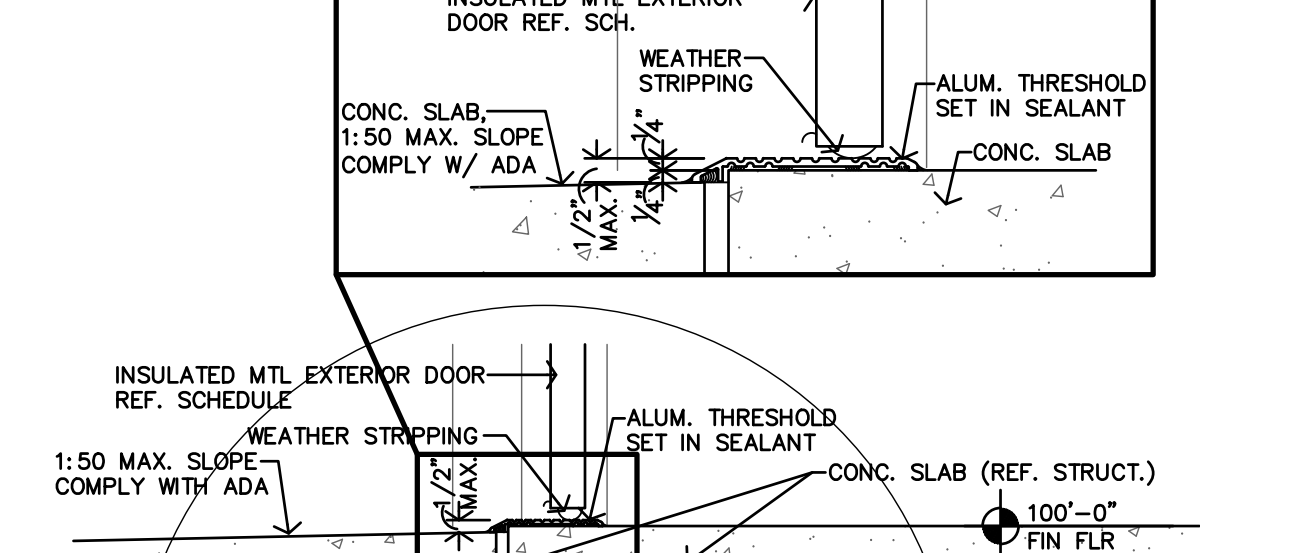 INSULATED MTL EXTERIOR
DOOR REF. SCH.
WEATHER
STRIPPING
ALUM. THRESHOLD
SET IN SEALANT
CONC. SLAB,
1:50 MAX. SLOPE
COMPLY W/ ADA
1/4"
1/4"
1/2"
MAX.
CONC. SLAB
INSULATED MTL EXTERIOR DOOR
REF. SCHEDULE
ALUM. THRESHOLD
SET IN SEALANT
WEATHER STRIPPING
1:50 MAX. SLOPE
COMPLY WITH ADA
1/2"
MAX.
CONC. SLAB (REF. STRUCT.)
100'-0"
FIN FLR